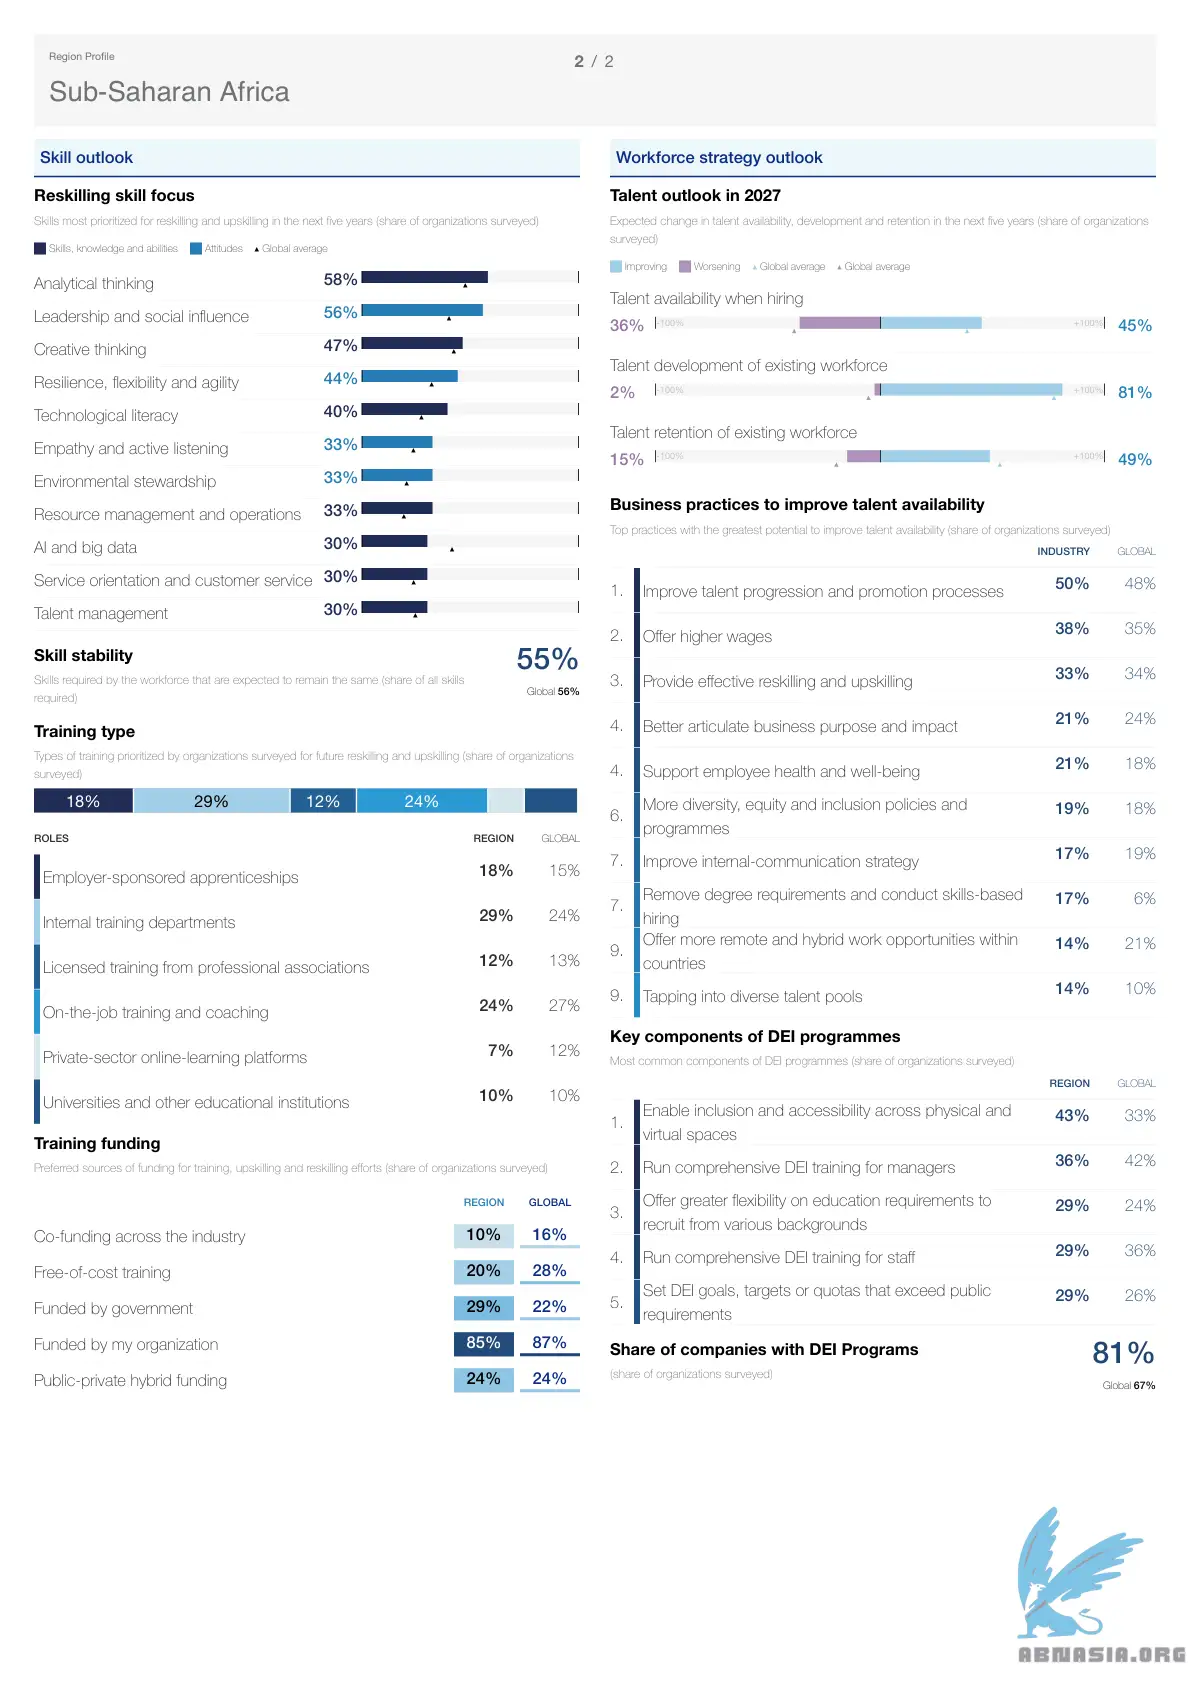 Region Profile
2 / 2
Sub-Saharan Africa
Skill outlook
Reskilling skill focus
Skills most prioritized for reskilling and upskilling in the next five years (share of organizations surveyed)
Skills, knowledge and abilities Attitudes Global average
Analytical thinking 58%
Leadership and social influence 56%
Creative thinking 47%
Resilience, flexibility and agility 44%
Technological literacy 40%
Empathy and active listening 33%
Environmental stewardship 33%
Resource management and operations 33%
AI and big data 30%
Service orientation and customer service 30%
Talent management 30%
Skill stability 55%
Skills required by the workforce that are expected to remain the same (share of all skills
required)
Global 56%
Training type
Types of training prioritized by organizations surveyed for future reskilling and upskilling (share of organizations
surveyed)
18% 29% 12% 24%
ROLES REGION GLOBAL
Employer-sponsored apprenticeships 18% 15%
Internal training departments 29% 24%
Licensed training from professional associations 12% 13%
On-the-job training and coaching 24% 27%
Private-sector online-learning platforms 7% 12%
Universities and other educational institutions 10% 10%
Training funding
Preferred sources of funding for training, upskilling and reskilling efforts (share of organizations surveyed)
REGION GLOBAL
Co-funding across the industry 10% 16%
Free-of-cost training 20% 28%
Funded by government 29% 22%
Funded by my organization 85% 87%
Public-private hybrid funding 24% 24%
Workforce strategy outlook
Talent outlook in 2027
Expected change in talent availability, development and retention in the next five years (share of organizations
surveyed)
Improving Worsening Global average Global average
Talent availability when hiring
36% -100% +100% 45%
Talent development of existing workforce
2% -100% +100% 81%
Talent retention of existing workforce
15% -100% +100% 49%
Business practices to improve talent availability
Top practices with the greatest potential to improve talent availability (share of organizations surveyed)
INDUSTRY GLOBAL
1. Improve talent progression and promotion processes 50% 48%
2. Offer higher wages 38% 35%
3. Provide effective reskilling and upskilling 33% 34%
4. Better articulate business purpose and impact 21% 24%
4. Support employee health and well-being 21% 18%
6. More diversity, equity and inclusion policies and
programmes 19% 18%
7. Improve internal-communication strategy 17% 19%
7. Remove degree requirements and conduct skills-based
hiring 17% 6%
9. Offer more remote and hybrid work opportunities within
countries 14% 21%
9. Tapping into diverse talent pools 14% 10%
Key components of DEI programmes
Most common components of DEI programmes (share of organizations surveyed)
REGION GLOBAL
1. Enable inclusion and accessibility across physical and
virtual spaces 43% 33%
2. Run comprehensive DEI training for managers 36% 42%
3. Offer greater flexibility on education requirements to
recruit from various backgrounds 29% 24%
4. Run comprehensive DEI training for staff 29% 36%
5. Set DEI goals, targets or quotas that exceed public
requirements 29% 26%
Share of companies with DEI Programs 81%
(share of organizations surveyed)
Global 67%
ABNASIA.ORG